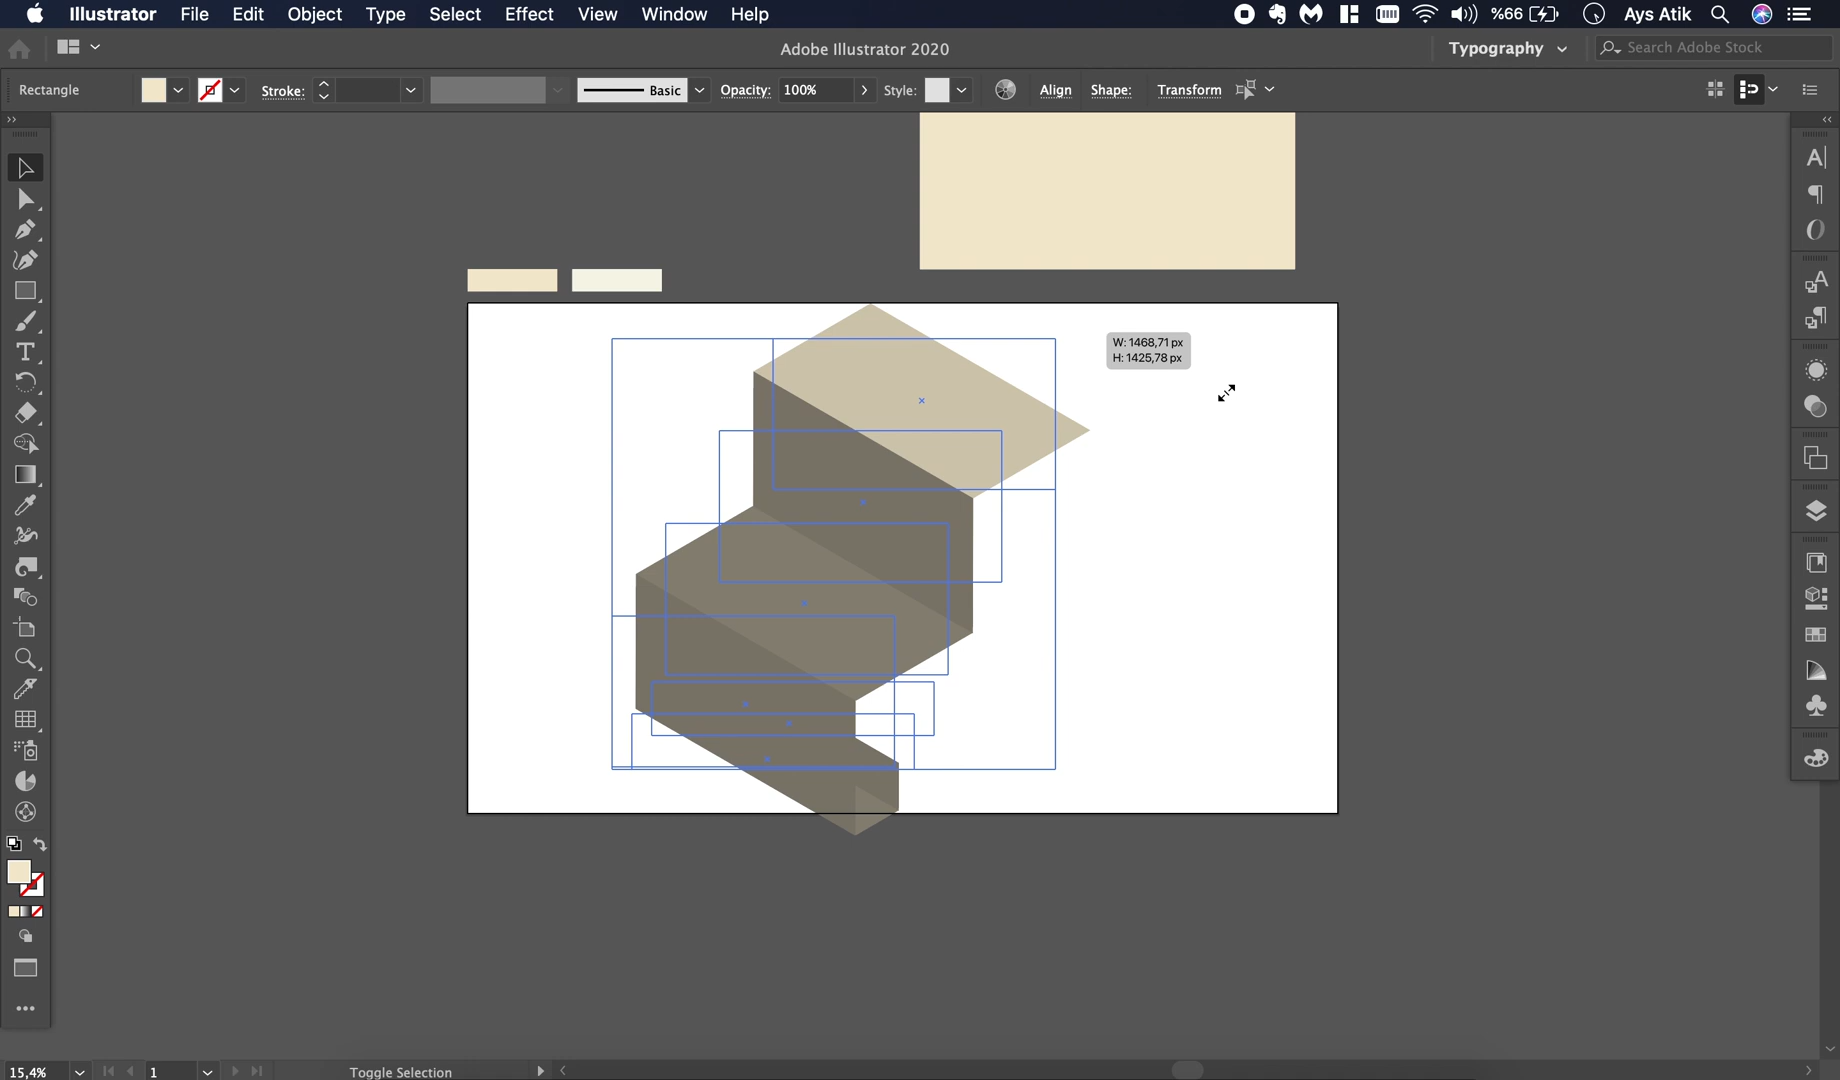 Illustrator File Edit Object Type Select Effect View Window Help %66 Ays Atik
Adobe Illustrator 2020 Typography Search Adobe Stock
Rectangle Stroke: Basic Opacity: 100% Style: Align Shape: Transform
W: 1468,71 px
H: 1425,78 px
15,4% 1 Toggle Selection